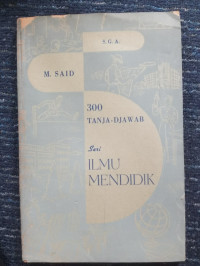 S. G. A.
M. SAID
300
TANJA-DJAWAB
Seri
ILMU
MENDIDIK